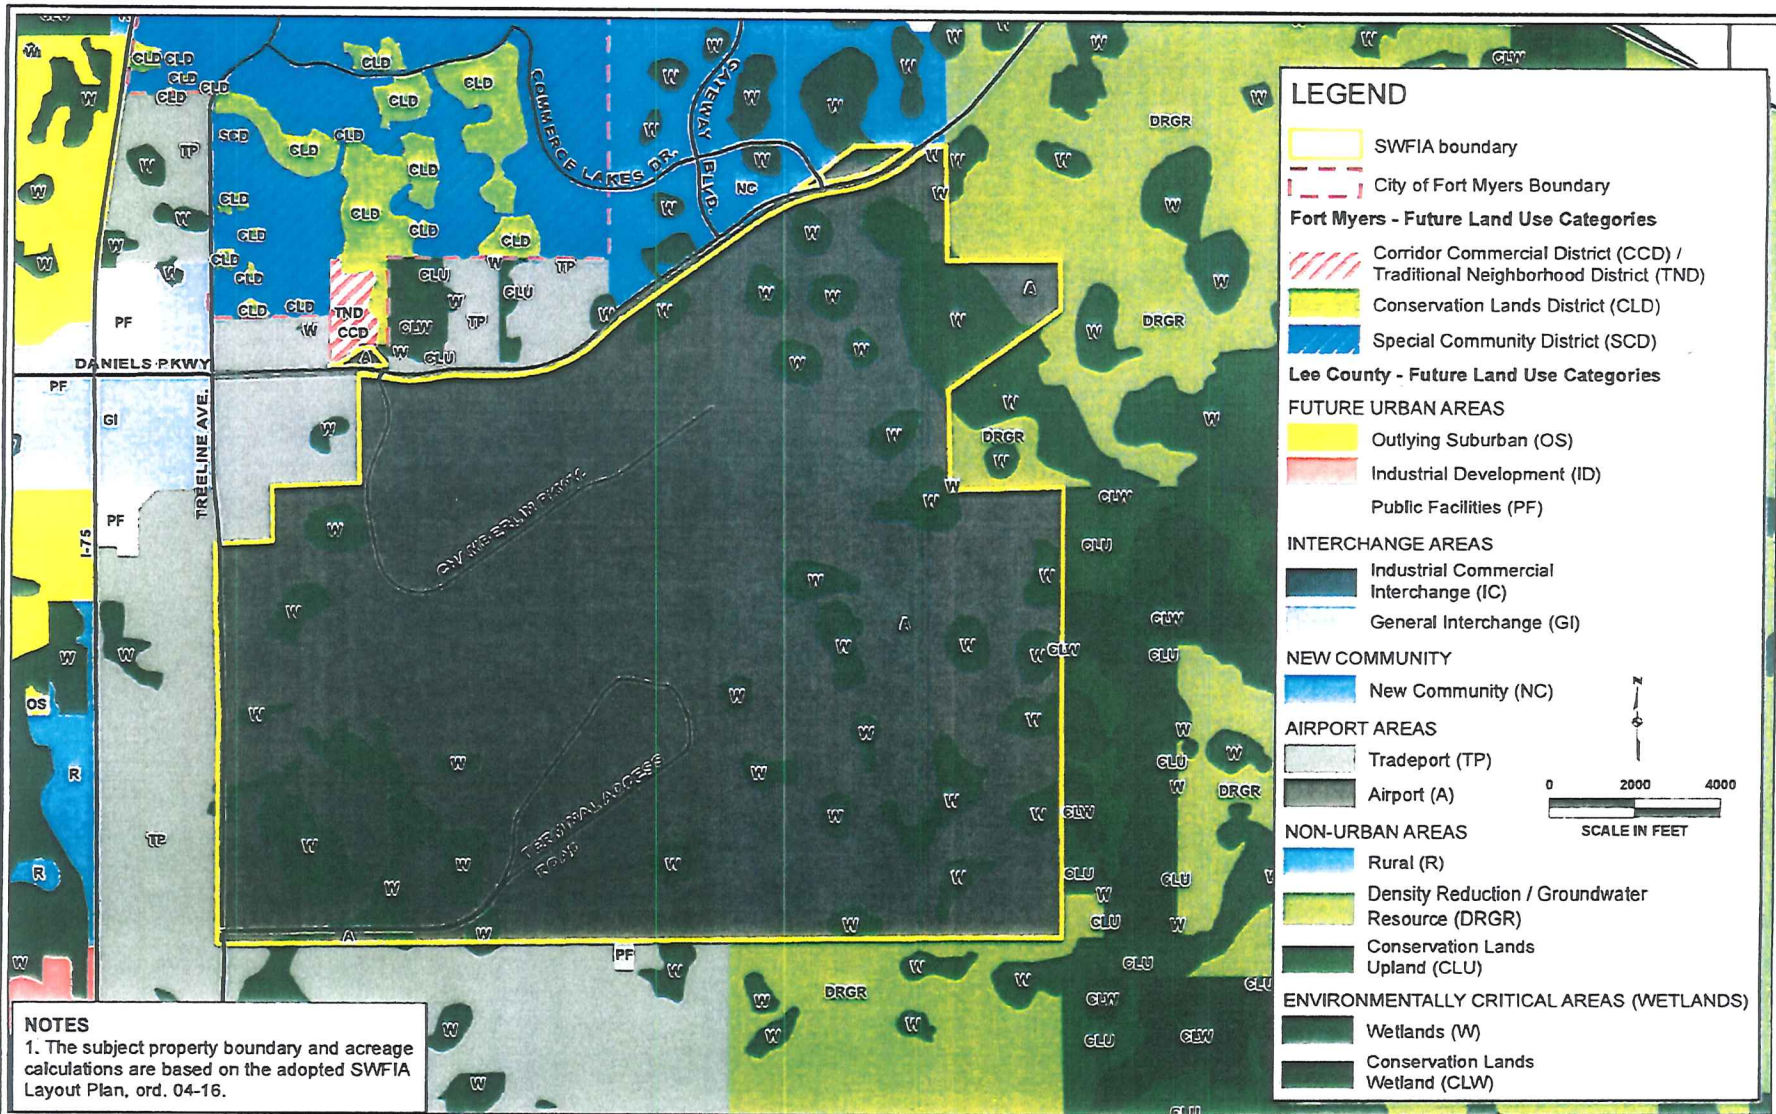 LEGEND
SWFIA boundary
City of Fort Myers Boundary
Fort Myers - Future Land Use Categories
Corridor Commercial District (CCD) /
Traditional Neighborhood District (TND)
Conservation Lands District (CLD)
Special Community District (SCD)
Lee County - Future Land Use Categories
FUTURE URBAN AREAS
Outlying Suburban (OS)
Industrial Development (ID)
Public Facilities (PF)
INTERCHANGE AREAS
Industrial Commercial
Interchange (IC)
General Interchange (GI)
NEW COMMUNITY
New Community (NC)
AIRPORT AREAS
Tradeport (TP)
Airport (A)
NON-URBAN AREAS
Rural (R)
Density Reduction / Groundwater
Resource (DRGR)
Conservation Lands
Upland (CLU)
ENVIRONMENTALLY CRITICAL AREAS (WETLANDS)
Wetlands (W)
Conservation Lands
Wetland (CLW)
N
0 2000 4000
SCALE IN FEET
COMMERCE LAKES DR.
GATEWAY BLVD.
DANIELS PKWY
TREELINE AVE.
I-75
TERMINAL ACCESS
ROAD
CLD
SCD
TP
W
NC
DRGR
TND
CCD
CLU
CLW
PF
GI
A
OS
R
NOTES
1. The subject property boundary and acreage
calculations are based on the adopted SWFIA
Layout Plan, ord. 04-16.